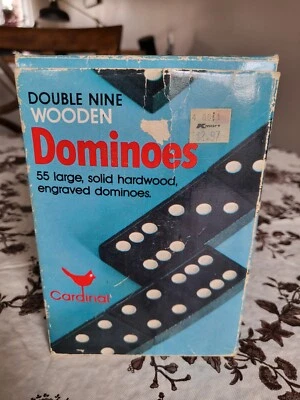 DOUBLE NINE
WOODEN
Dominoes
55 large, solid hardwood,
engraved dominoes.
Cardinal